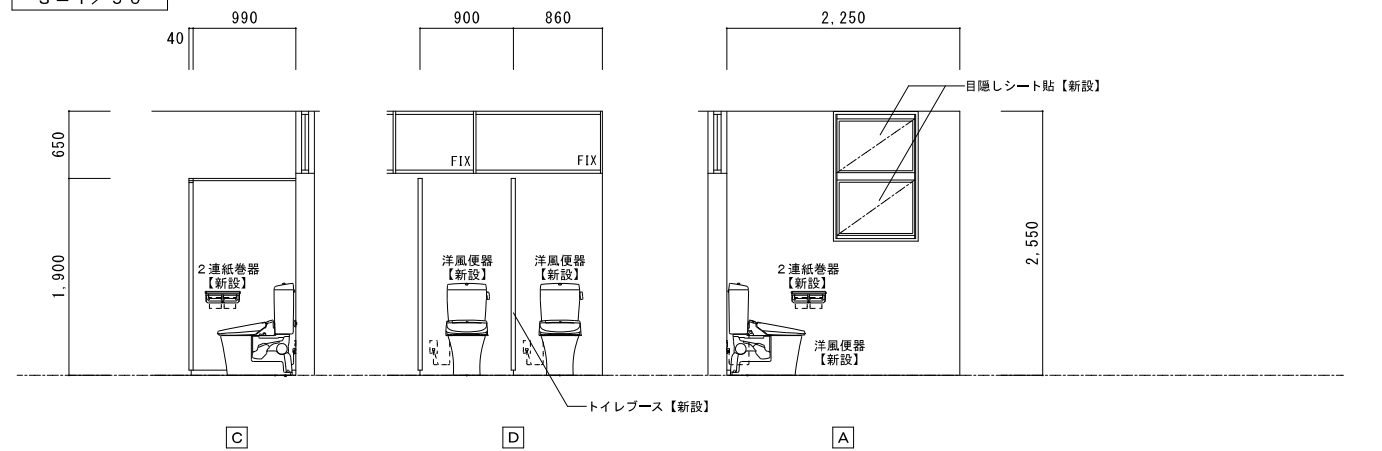 990
900
860
2,250
40
目隠しシート貼【新設】
650
FIX
FIX
1,900
2,550
2連紙巻器
【新設】
洋風便器
【新設】
洋風便器
【新設】
2連紙巻器
【新設】
洋風便器
【新設】
トイレブース【新設】
C
D
A